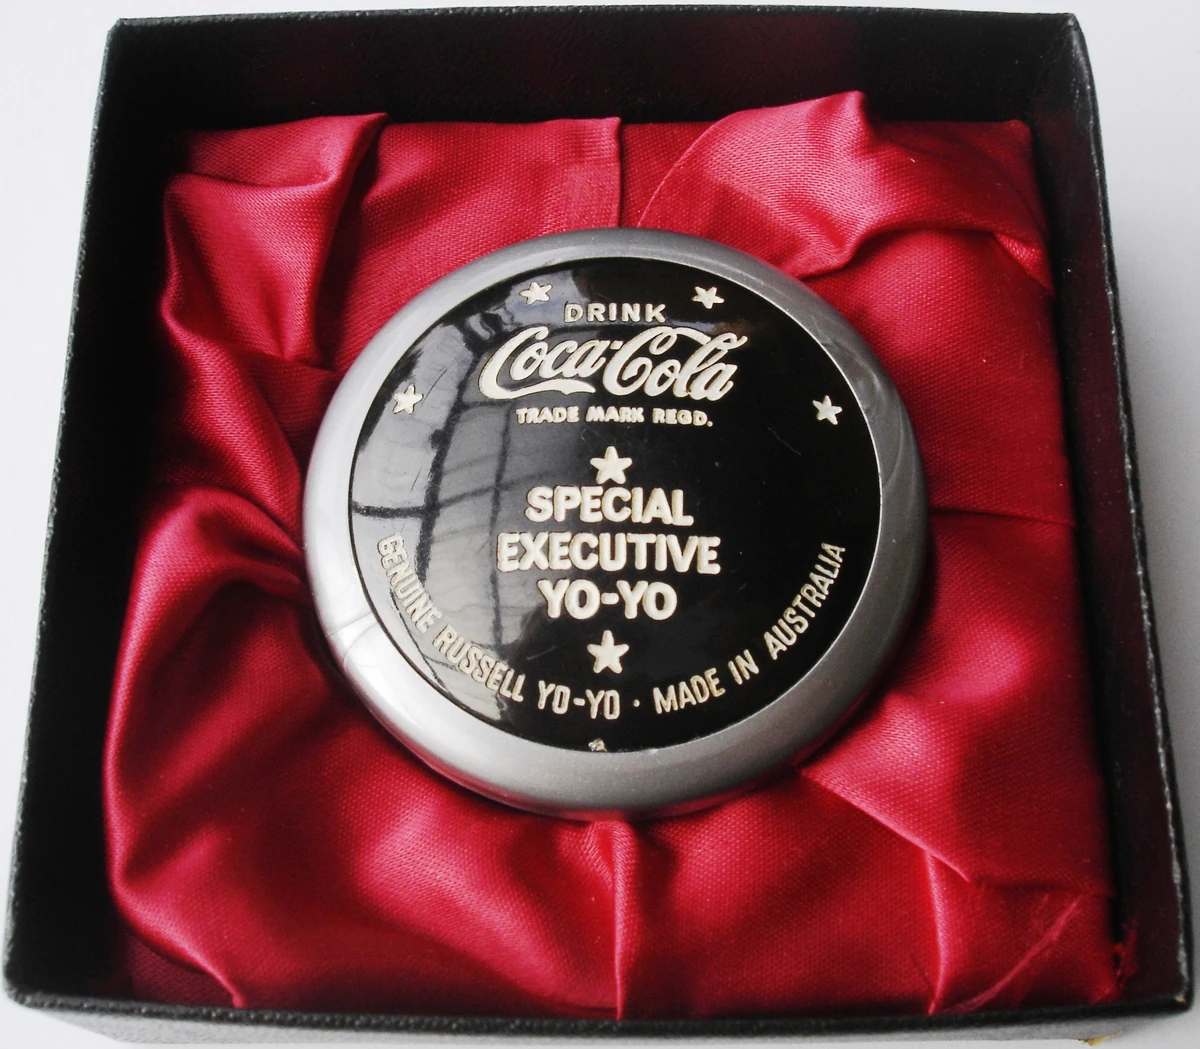 DRINK
Coca-Cola
TRADE MARK REGD.
SPECIAL
EXECUTIVE
YO-YO
GENUINE RUSSELL YO-YO · MADE IN AUSTRALIA